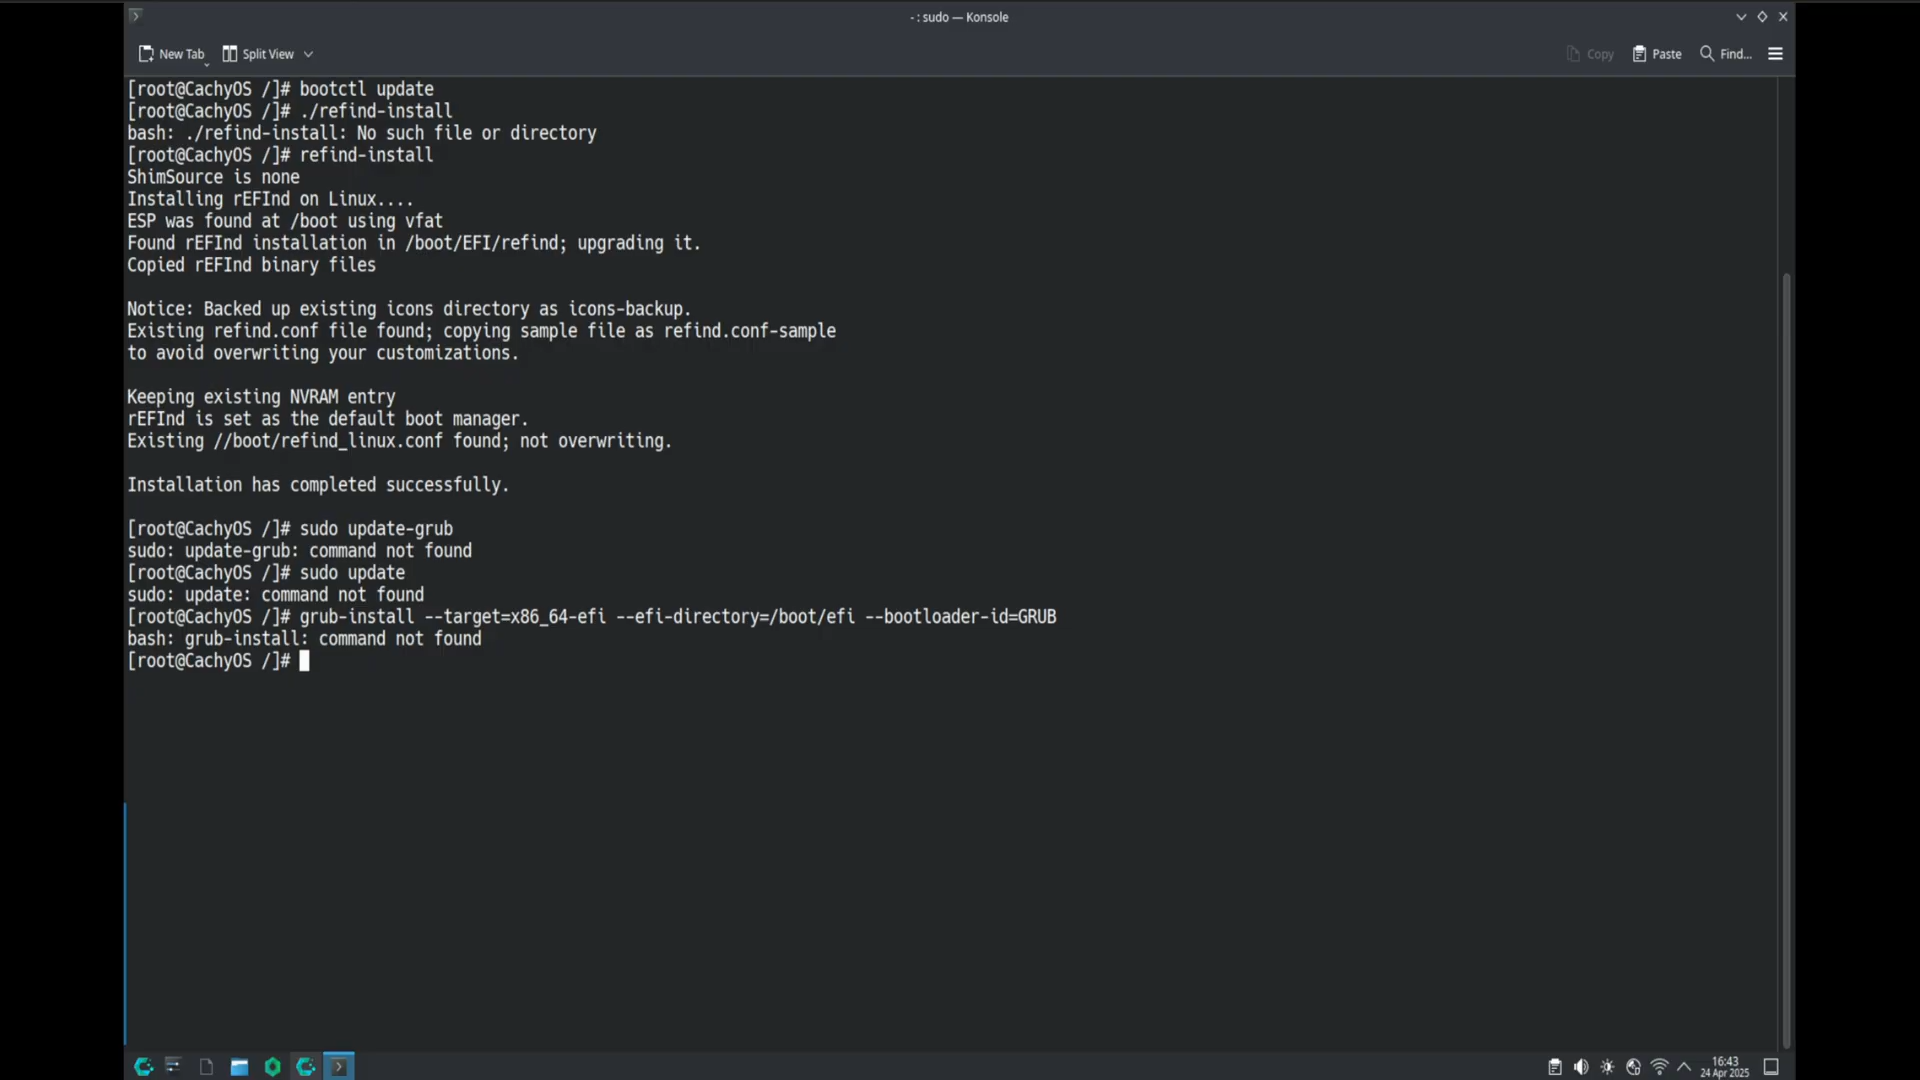 - : sudo — Konsole
New Tab
Split View
Copy
Paste
Find...
[root@CachyOS /]# bootctl update
[root@CachyOS /]# ./refind-install
bash: ./refind-install: No such file or directory
[root@CachyOS /]# refind-install
ShimSource is none
Installing rEFInd on Linux....
ESP was found at /boot using vfat
Found rEFInd installation in /boot/EFI/refind; upgrading it.
Copied rEFInd binary files
Notice: Backed up existing icons directory as icons-backup.
Existing refind.conf file found; copying sample file as refind.conf-sample
to avoid overwriting your customizations.
Keeping existing NVRAM entry
rEFInd is set as the default boot manager.
Existing //boot/refind_linux.conf found; not overwriting.
Installation has completed successfully.
[root@CachyOS /]# sudo update-grub
sudo: update-grub: command not found
[root@CachyOS /]# sudo update
sudo: update: command not found
[root@CachyOS /]# grub-install --target=x86_64-efi --efi-directory=/boot/efi --bootloader-id=GRUB
bash: grub-install: command not found
[root@CachyOS /]#
16:43
24 Apr 2025